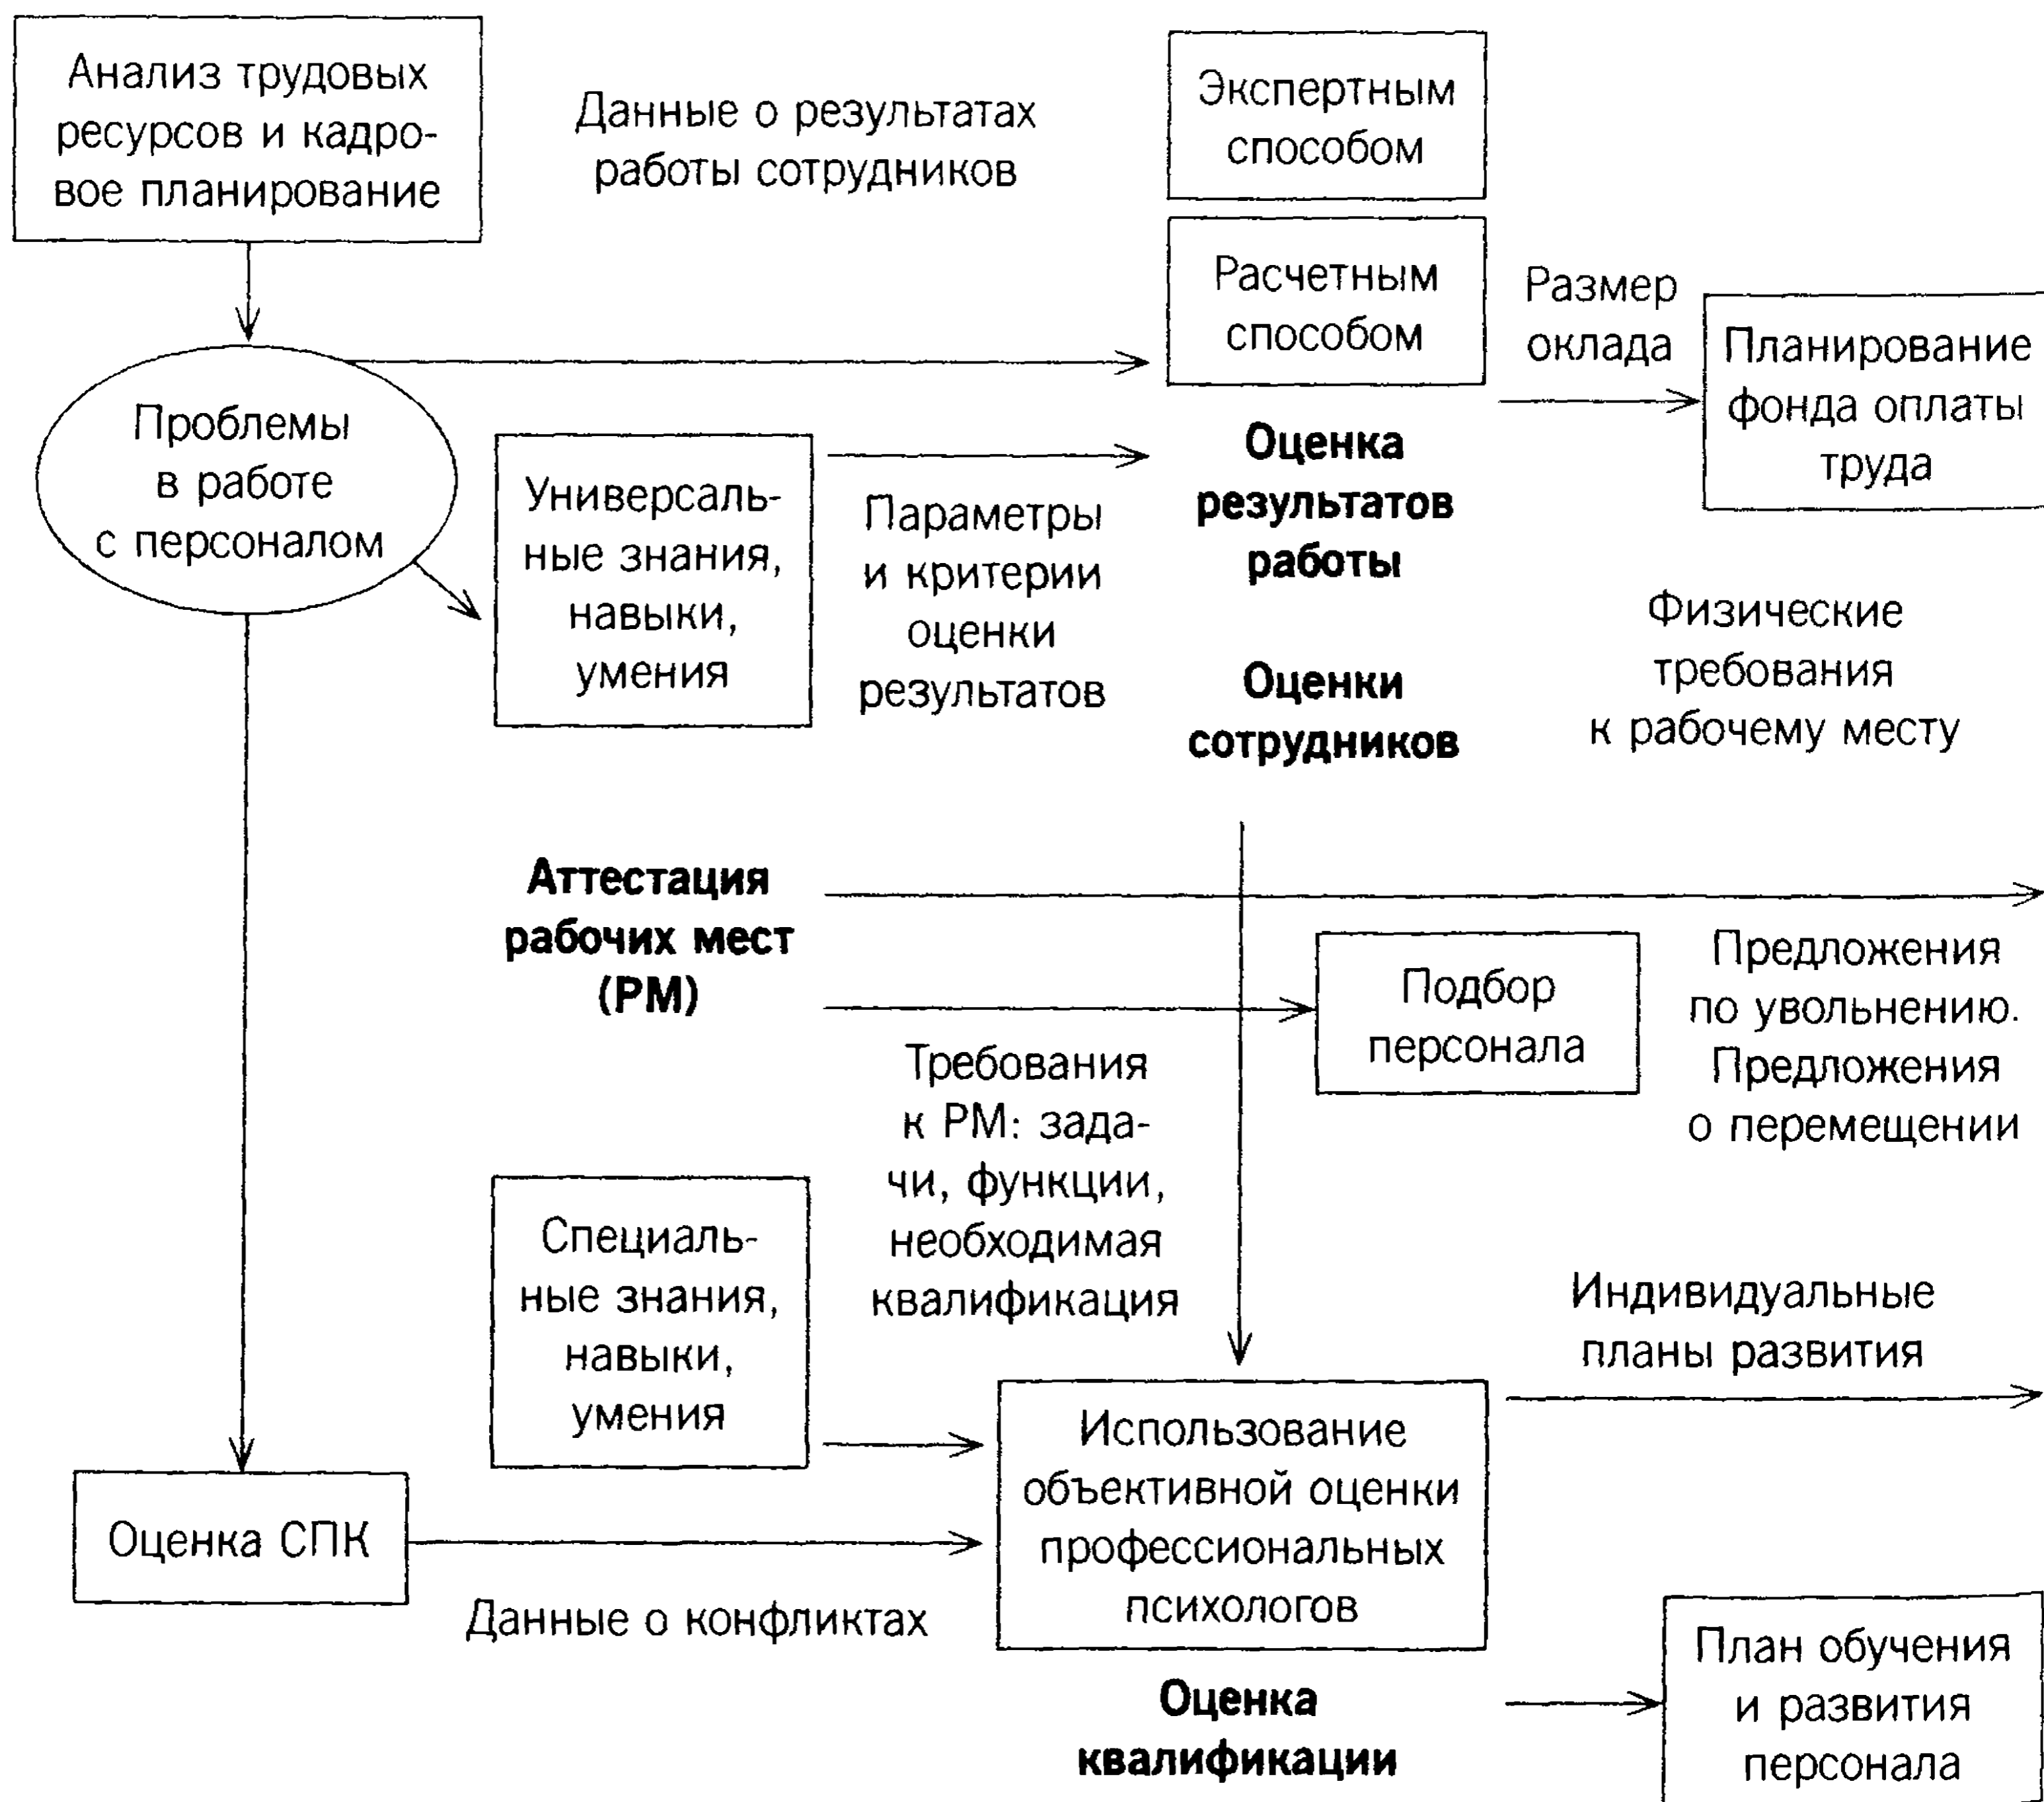 Анализ трудовых
ресурсов и кадро-
вое планирование
Данные о результатах
работы сотрудников
Экспертным
способом
Расчетным
способом
Размер
оклада
Планирование
фонда оплаты
труда
Проблемы
в работе
с персоналом
Универсаль-
ные знания,
навыки,
умения
Параметры
и критерии
оценки
результатов
Оценка
результатов
работы
Оценки
сотрудников
Физические
требования
к рабочему месту
Аттестация
рабочих мест
(РМ)
Подбор
персонала
Предложения
по увольнению.
Предложения
о перемещении
Требования
к РМ: зада-
чи, функции,
необходимая
квалификация
Специаль-
ные знания,
навыки,
умения
Индивидуальные
планы развития
Использование
объективной оценки
профессиональных
психологов
Оценка СПК
Данные о конфликтах
Оценка
квалификации
План обучения
и развития
персонала